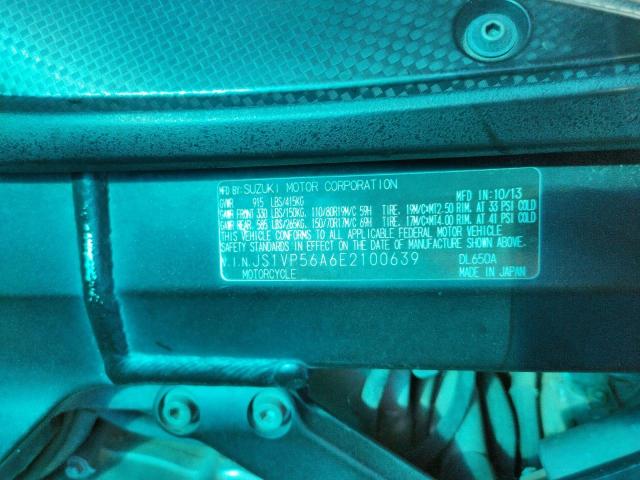 MFD BY: SUZUKI MOTOR CORPORATION MFD IN: 10/13
GVWR 915 LBS/415KG
GAWR FRONT 330 LBS/150KG. 110/80R19M/C 59H TIRE. 19M/C×MT2-50 RIM. AT 33 PSI COLD
GAWR REAR. 585 LBS/265KG. 150/70R17M/C 69H TIRE. 17M/C×MT4.00 RIM. AT 41 PSI COLD
THIS VEHICLE CONFORMS TO ALL APPLICABLE FEDERAL MOTOR VEHICLE
SAFETY STANDARDS IN EFFECT ON THE DATE OF MANUFACTURE SHOWN ABOVE.
V.I.N. JS1VP56A6E2100639 DL650A
MOTORCYCLE MADE IN JAPAN